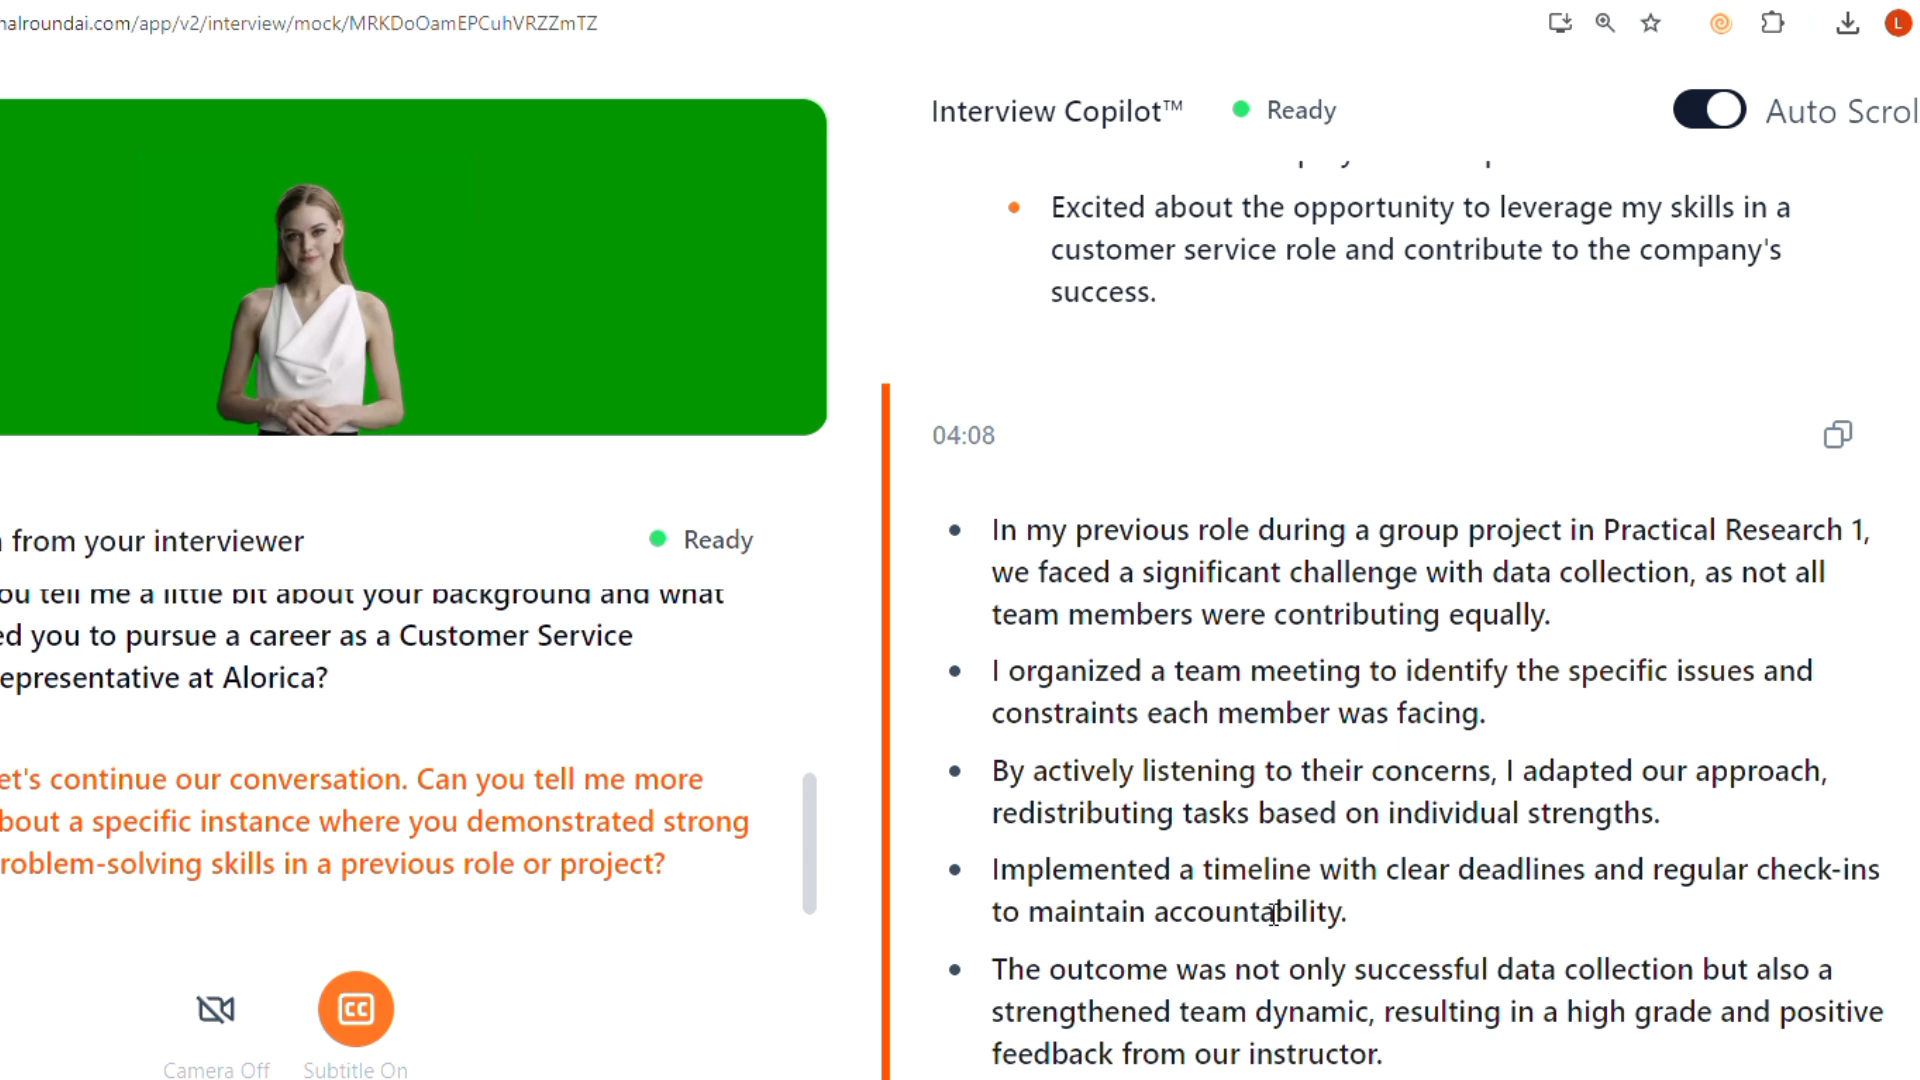 nalroundai.com/app/v2/interview/mock/MRKDoOamEPCuhVRZZmTZ
L
Interview Copilot™
Ready
Auto Scrol
Excited about the opportunity to leverage my skills in a
customer service role and contribute to the company's
success.
04:08
In my previous role during a group project in Practical Research 1,
we faced a significant challenge with data collection, as not all
team members were contributing equally.
I organized a team meeting to identify the specific issues and
constraints each member was facing.
By actively listening to their concerns, I adapted our approach,
redistributing tasks based on individual strengths.
Implemented a timeline with clear deadlines and regular check-ins
to maintain accountability.
The outcome was not only successful data collection but also a
strengthened team dynamic, resulting in a high grade and positive
feedback from our instructor.
from your interviewer
Ready
ou tell me a little bit about your background and what
ed you to pursue a career as a Customer Service
epresentative at Alorica?
et's continue our conversation. Can you tell me more
bout a specific instance where you demonstrated strong
roblem-solving skills in a previous role or project?
CC
Camera Off
Subtitle On